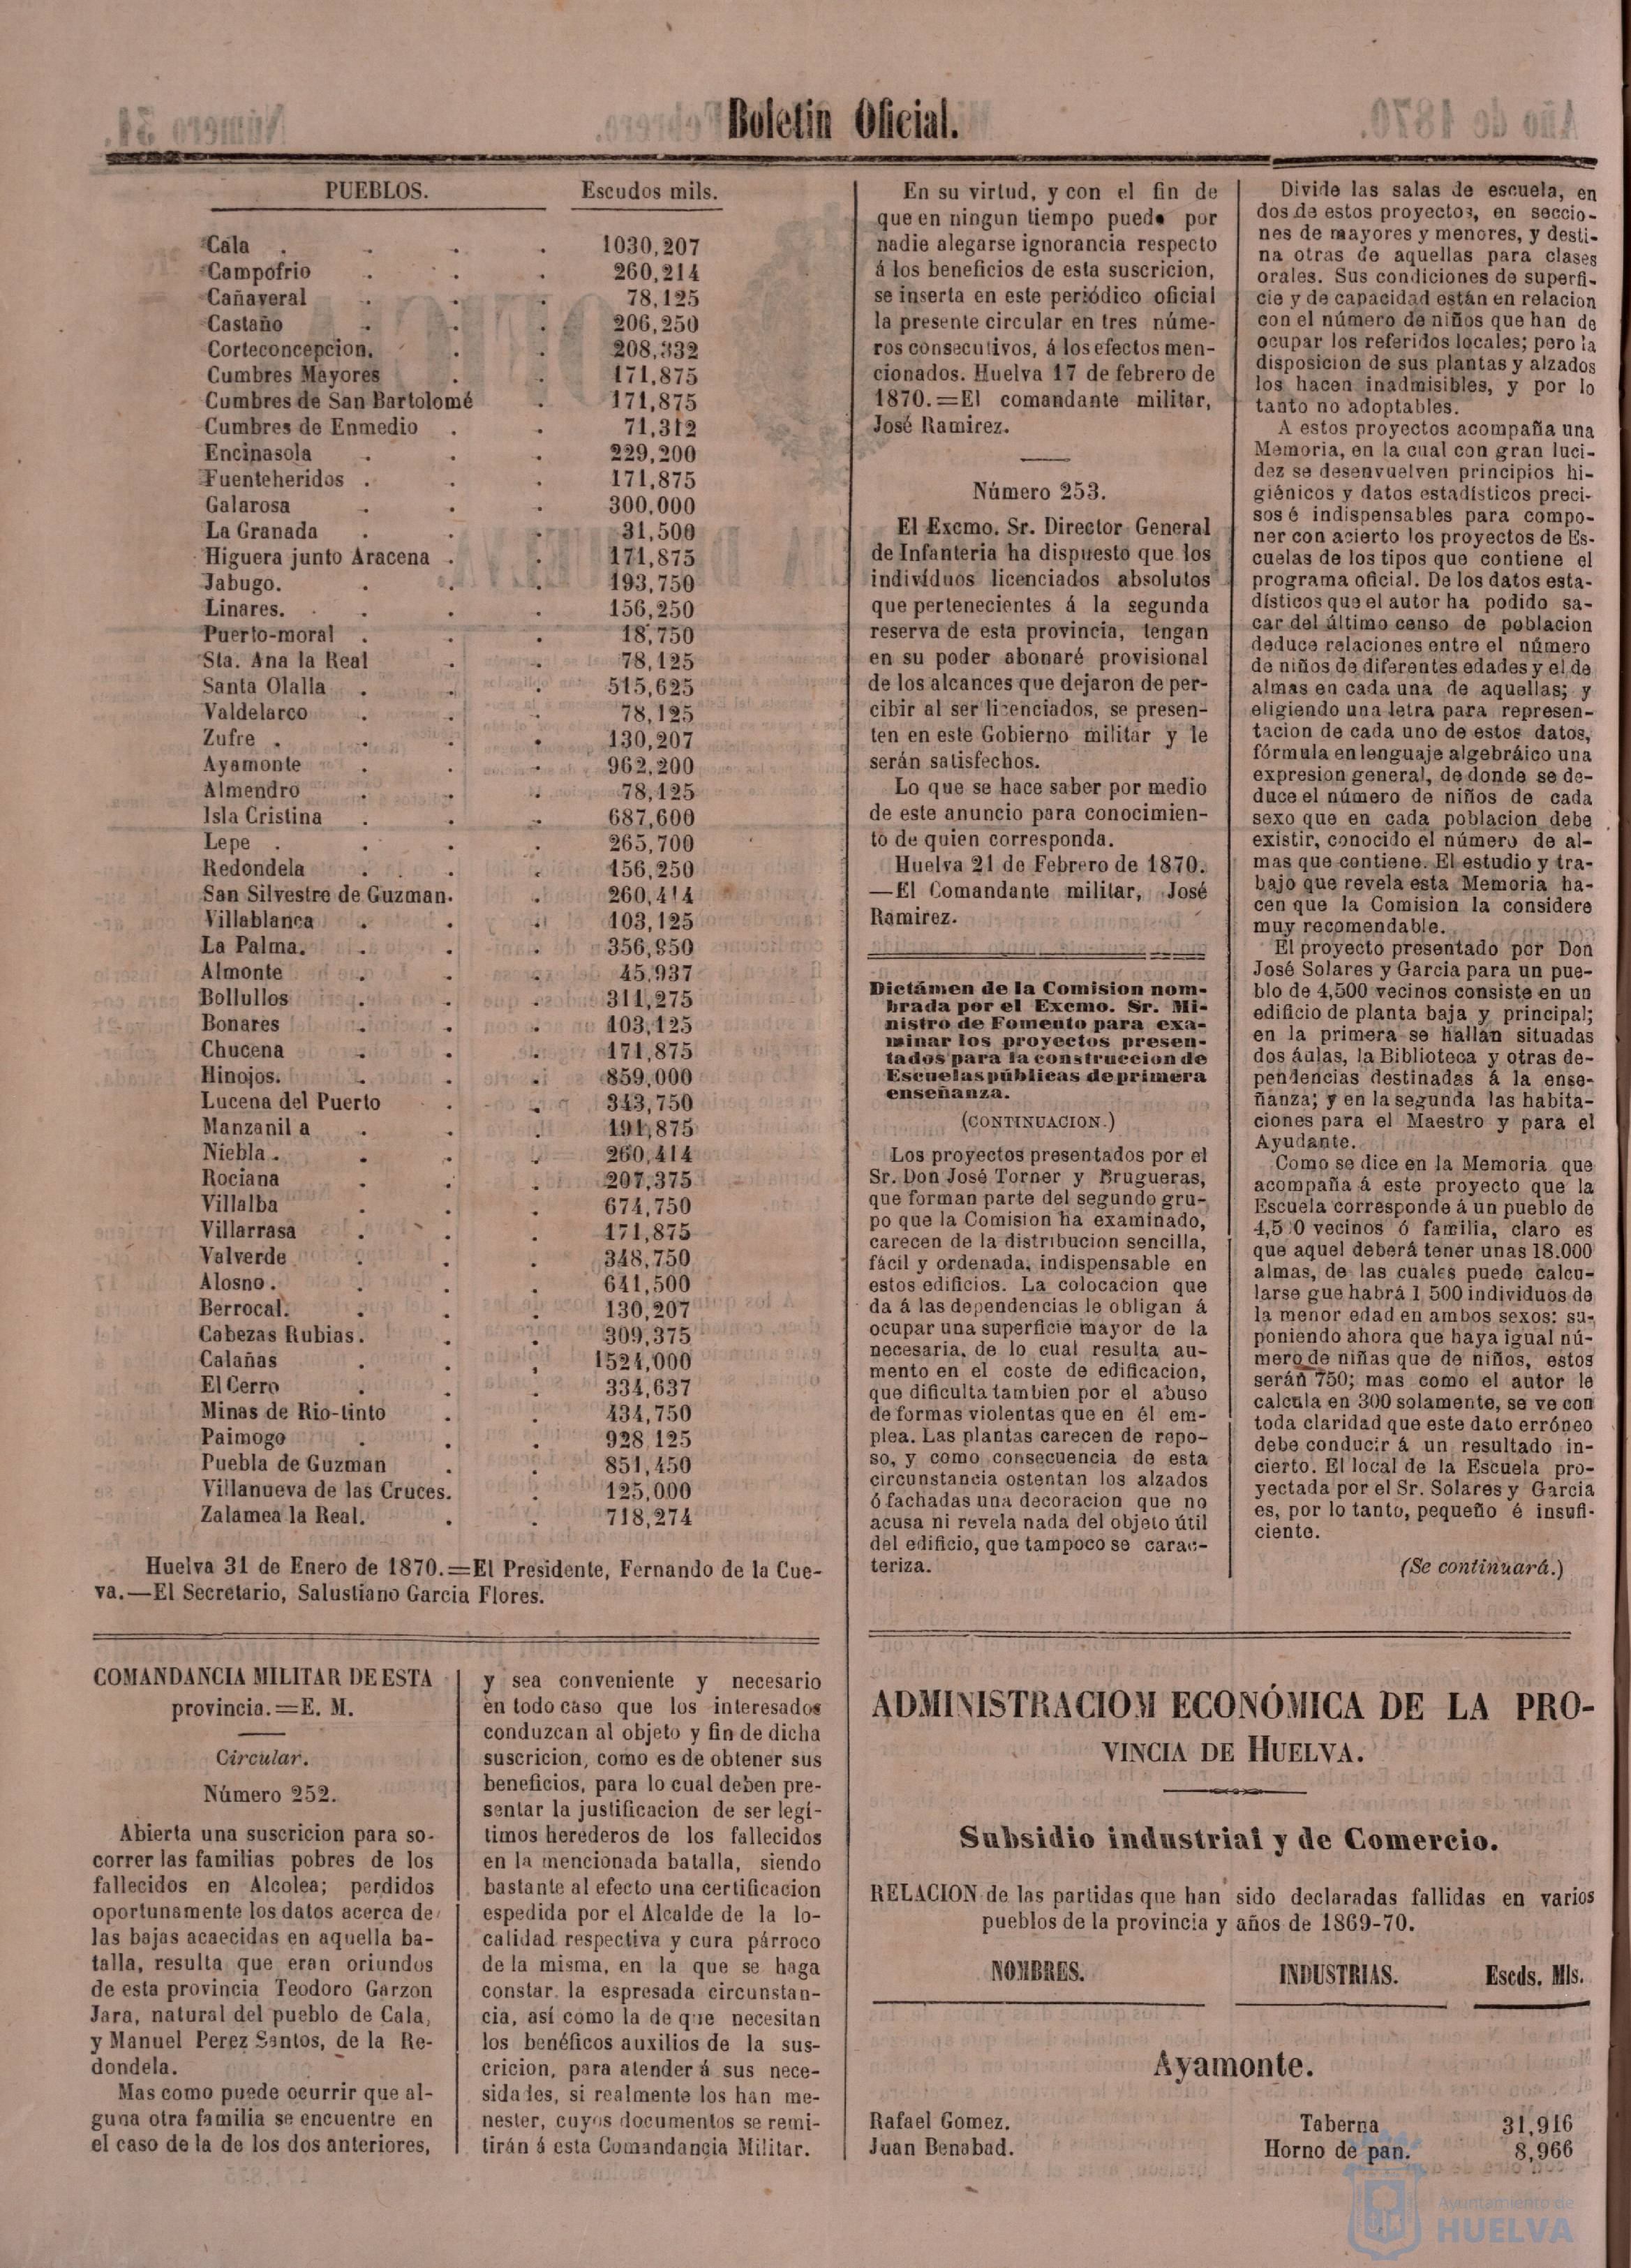 Boletin Oficial.
PUEBLOS. Escudos mils.
Cala . . . . 1030,207
Campofrio . . . 260,214
Cañaveral . . . 78,125
Castaño . . . 206,250
Corteconcepcion. . . 208,332
Cumbres Mayores . . 171,875
Cumbres de San Bartolomé . 171,875
Cumbres de Enmedio . . 71,312
Encinasola . . . 229,200
Fuenteheridos . . . 171,875
Galarosa . . . 300,000
La Granada . . . 31,500
Higuera junto Aracena . . 171,875
Jabugo. . . . 193,750
Linares. . . . 156,250
Puerto-moral . . . 18,750
Sta. Ana la Real . . 78,125
Santa Olalla . . . 515,625
Valdelarco . . . 78,125
Zufre . . . . 130,207
Ayamonte . . . 962,200
Almendro . . . 78,125
Isla Cristina . . . 687,600
Lepe . . . . 265,700
Redondela . . . 156,250
San Silvestre de Guzman. . 260,414
Villablanca . . . 103,125
La Palma. . . . 356,850
Almonte . . . 45,937
Bollullos . . . 311,275
Bonares . . . 103,125
Chucena . . . 171,875
Hinojos. . . . 859,000
Lucena del Puerto . . 343,750
Manzanil a . . . 191,875
Niebla . . . . 260,414
Rociana . . . 207,375
Villalba . . . 674,750
Villarrasa . . . 171,875
Valverde . . . 348,750
Alosno . . . . 641,500
Berrocal. . . . 130,207
Cabezas Rubias. . . 309,375
Calañas . . . 1524,000
El Cerro . . . 334,637
Minas de Rio-tinto . . 434,750
Paimogo . . . 928,125
Puebla de Guzman . . 851,450
Villanueva de las Cruces. . 125,000
Zalamea la Real. . . 718,274
Huelva 31 de Enero de 1870.=El Presidente, Fernando de la Cue-
va.—El Secretario, Salustiano Garcia Flores.
COMANDANCIA MILITAR DE ESTA
provincia.=E. M.
Circular.
Número 252.
Abierta una suscricion para so-
correr las familias pobres de los
fallecidos en Alcolea; perdidos
oportunamente los datos acerca de
las bajas acaecidas en aquella ba-
talla, resulta que eran oriundos
de esta provincia Teodoro Garzon
Jara, natural del pueblo de Cala,
y Manuel Perez Santos, de la Re-
dondela.
Mas como puede ocurrir que al-
guna otra familia se encuentre en
el caso de la de los dos anteriores,
y sea conveniente y necesario
en todo caso que los interesados
conduzcan al objeto y fin de dicha
suscricion, como es de obtener sus
beneficios, para lo cual deben pre-
sentar la justificacion de ser legí-
timos herederos de los fallecidos
en la mencionada batalla, siendo
bastante al efecto una certificacion
espedida por el Alcalde de la lo-
calidad respectiva y cura párroco
de la misma, en la que se haga
constar la espresada circunstan-
cia, así como la de que necesitan
los benéficos auxilios de la sus-
cricion, para atender á sus nece-
sidades, si realmente los han me-
nester, cuyos documentos se remi-
tirán á esta Comandancia Militar.
En su virtud, y con el fin de
que en ningun tiempo puede por
nadie alegarse ignorancia respecto
á los beneficios de esta suscricion,
se inserta en este periódico oficial
la presente circular en tres núme-
ros consecutivos, á los efectos men-
cionados. Huelva 17 de febrero de
1870.=El comandante militar,
José Ramirez.
Número 253.
El Excmo. Sr. Director General
de Infanteria ha dispuesto que los
indivíduos licenciados absolutos
que pertenecientes á la segunda
reserva de esta provincia, tengan
en su poder abonaré provisional
de los alcances que dejaron de per-
cibir al ser licenciados, se presen-
ten en este Gobierno militar y le
serán satisfechos.
Lo que se hace saber por medio
de este anuncio para conocimien-
to de quien corresponda.
Huelva 21 de Febrero de 1870.
—El Comandante militar, José
Ramirez.
Dictámen de la Comision nom-
brada por el Excmo. Sr. Mi-
nistro de Fomento para exa-
minar los proyectos presen-
tados para la construccion de
Escuelas públicas de primera
enseñanza.
(CONTINUACION.)
Los proyectos presentados por el
Sr. Don José Torner y Brugueras,
que forman parte del segundo gru-
po que la Comision ha examinado,
carecen de la distribucion sencilla,
fácil y ordenada, indispensable en
estos edificios. La colocacion que
da á las dependencias le obligan á
ocupar una superficie mayor de la
necesaria, de lo cual resulta au-
mento en el coste de edificacion,
que dificulta tambien por el abuso
de formas violentas que en él em-
plea. Las plantas carecen de repo-
so, y como consecuencia de esta
circunstancia ostentan los alzados
ó fachadas una decoracion que no
acusa ni revela nada del objeto útil
del edificio, que tampoco se carac-
teriza.
Divide las salas de escuela, en
dos de estos proyectos, en seccio-
nes de mayores y menores, y desti-
na otras de aquellas para clases
orales. Sus condiciones de superfi-
cie y de capacidad están en relacion
con el número de niños que han de
ocupar los referidos locales; pero la
disposicion de sus plantas y alzados
los hacen inadmisibles, y por lo
tanto no adoptables.
A estos proyectos acompaña una
Memoria, en la cual con gran luci-
dez se desenvuelven principios hi-
giénicos y datos estadísticos preci-
sos é indispensables para compo-
ner con acierto los proyectos de Es-
cuelas de los tipos que contiene el
programa oficial. De los datos esta-
dísticos que el autor ha podido sa-
car del último censo de poblacion
deduce relaciones entre el número
de niños de diferentes edades y el de
almas en cada una de aquellas; y
eligiendo una letra para represen-
tacion de cada uno de estos datos,
fórmula en lenguaje algebráico una
expresion general, de donde se de-
duce el número de niños de cada
sexo que en cada poblacion debe
existir, conocido el número de al-
mas que contiene. El estudio y tra-
bajo que revela esta Memoria ha-
cen que la Comision la considere
muy recomendable.
El proyecto presentado por Don
José Solares y Garcia para un pue-
blo de 4,500 vecinos consiste en un
edificio de planta baja y principal;
en la primera se hallan situadas
dos áulas, la Biblioteca y otras de-
pendencias destinadas á la ense-
ñanza; y en la segunda las habita-
ciones para el Maestro y para el
Ayudante.
Como se dice en la Memoria que
acompaña á este proyecto que la
Escuela corresponde á un pueblo de
4,5 0 vecinos ó familia, claro es
que aquel deberá tener unas 18.000
almas, de las cuales puede calcu-
larse que habrá 1,500 individuos de
la menor edad en ambos sexos: su-
poniendo ahora que haya igual nú-
mero de niñas que de niños, estos
serán 750; mas como el autor le
calcula en 300 solamente, se ve con
toda claridad que este dato erróneo
debe conducir á un resultado in-
cierto. El local de la Escuela pro-
yectada por el Sr. Solares y Garcia
es, por lo tanto, pequeño é insufi-
ciente.
(Se continuará.)
ADMINISTRACION ECONÓMICA DE LA PRO-
VINCIA DE HUELVA.
Subsidio industrial y de Comercio.
RELACION de las partidas que han sido declaradas fallidas en varios
pueblos de la provincia y años de 1869-70.
NOMBRES. INDUSTRIAS. Escds. Mls.
Ayamonte.
Rafael Gomez. Taberna 31,916
Juan Benabad. Horno de pan. 8,966
Ayuntamiento de
HUELVA